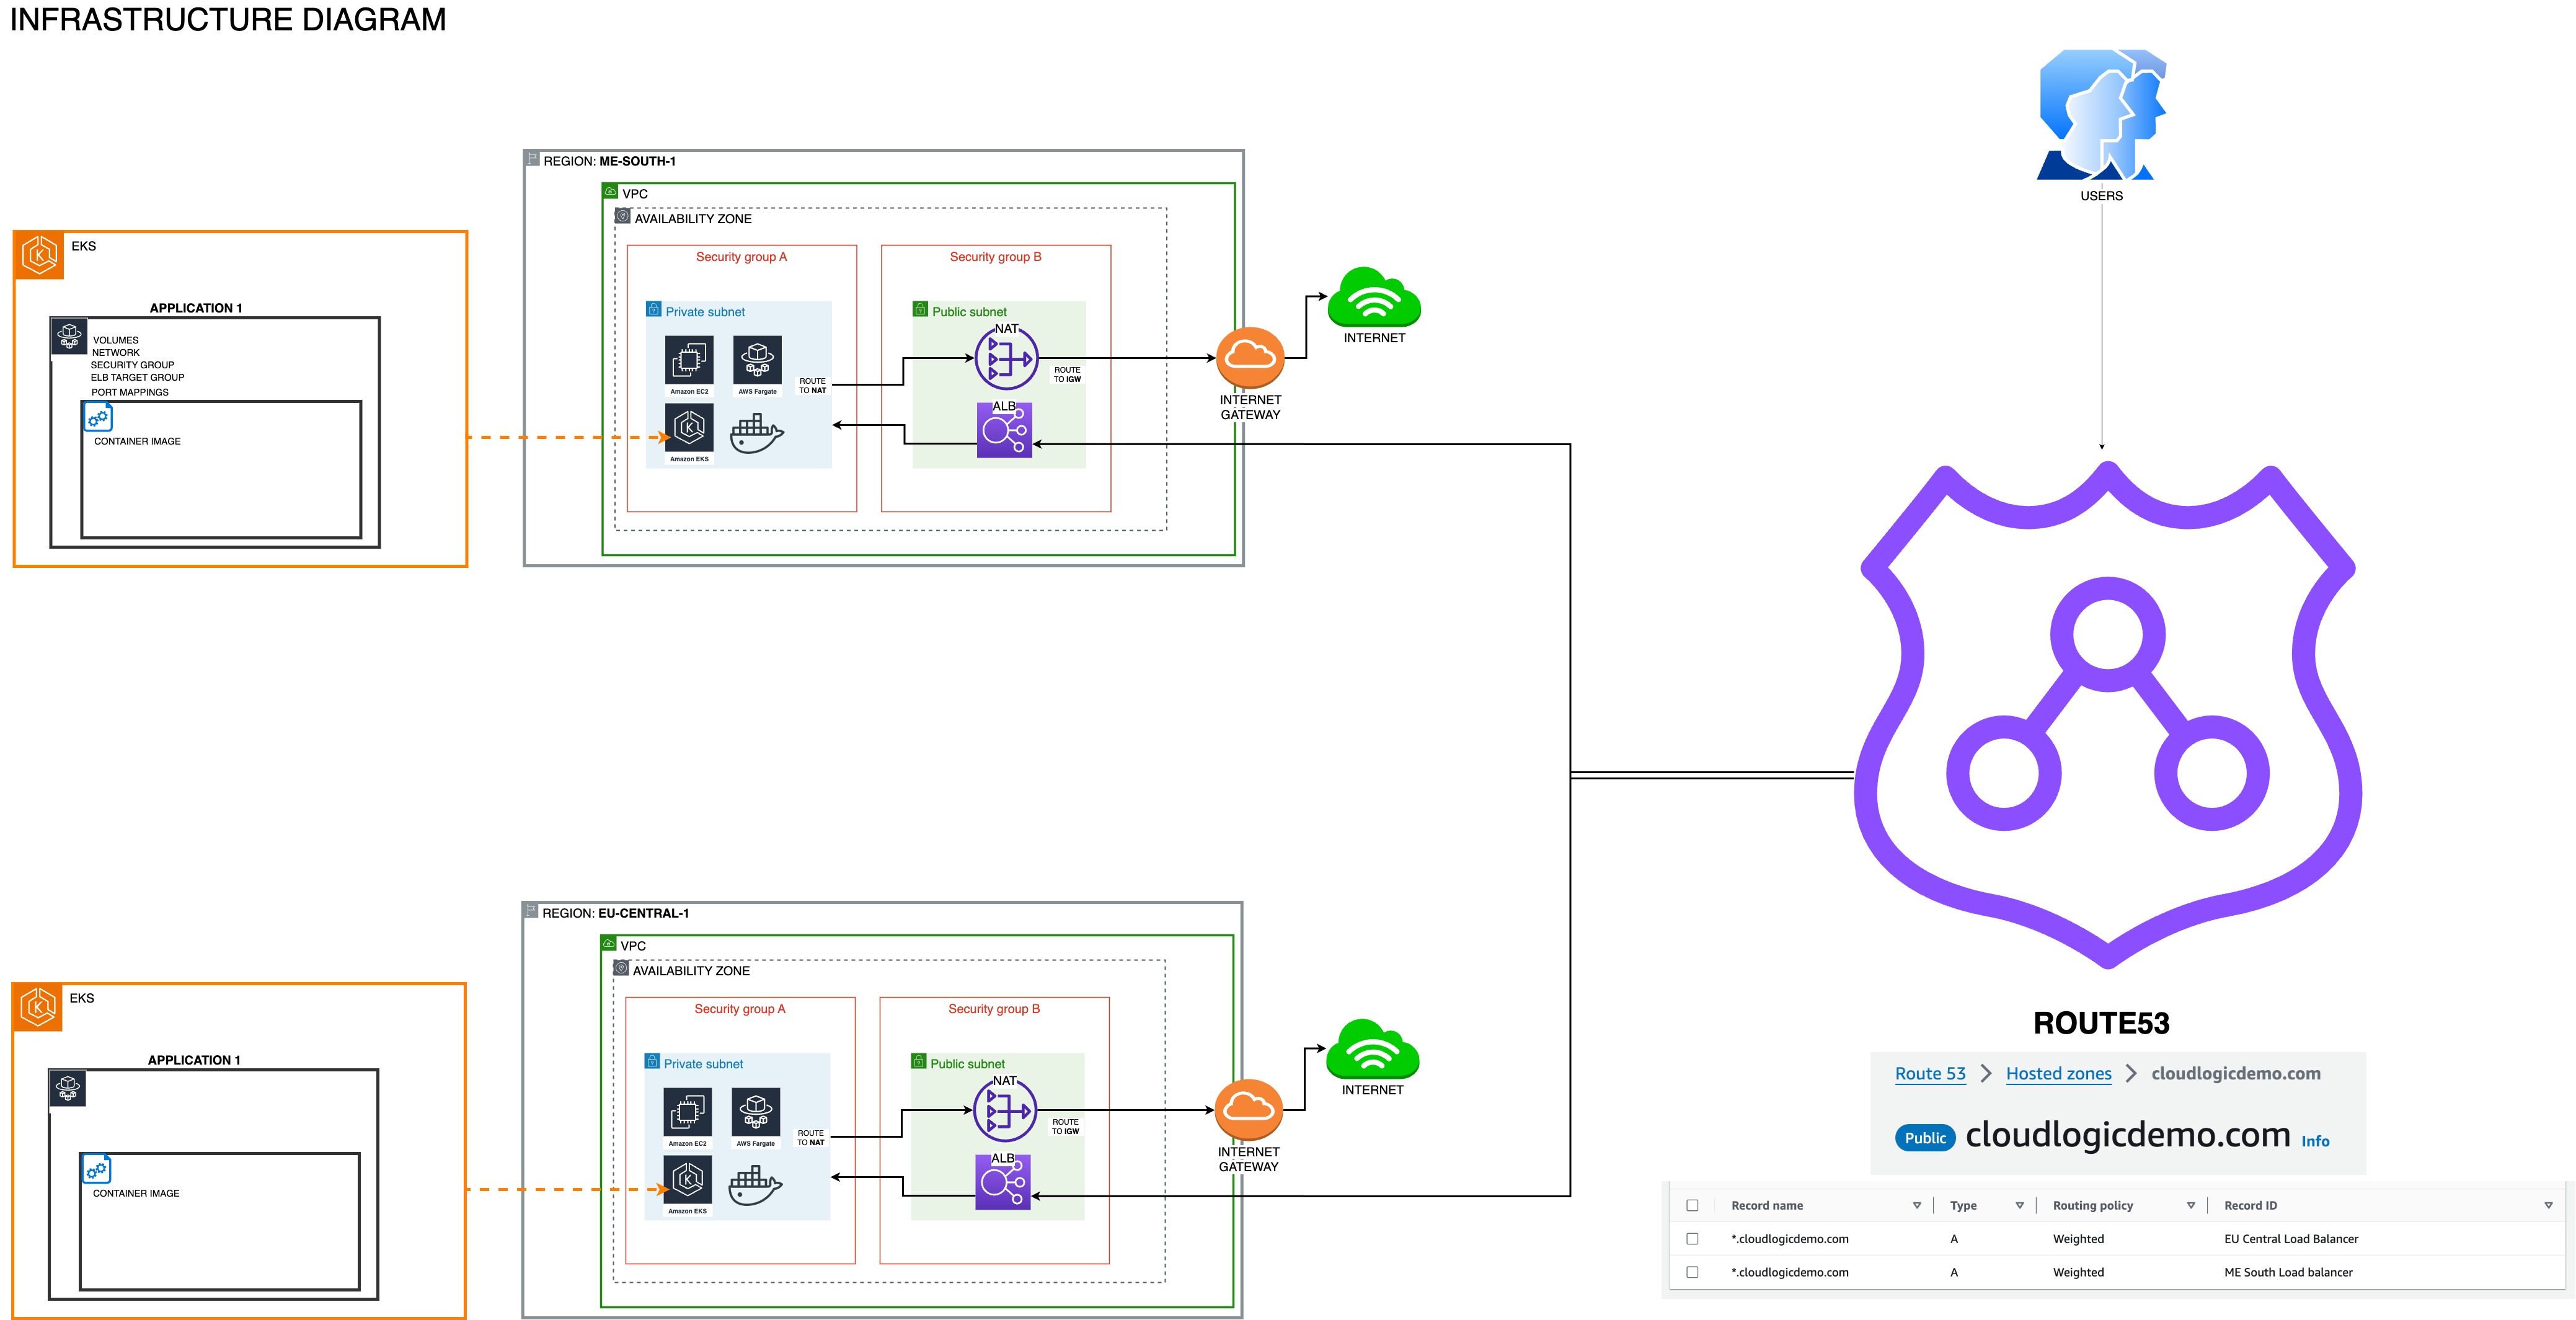 INFRASTRUCTURE DIAGRAM
USERS
REGION: ME-SOUTH-1
VPC
AVAILABILITY ZONE
EKS
Security group A
Security group B
APPLICATION 1
Private subnet
Public subnet
VOLUMES
NETWORK
SECURITY GROUP
ELB TARGET GROUP
PORT MAPPINGS
CONTAINER IMAGE
NAT
INTERNET
Amazon EC2
AWS Fargate
ROUTE
TO NAT
ROUTE
TO IGW
INTERNET
GATEWAY
ALB
Amazon EKS
REGION: EU-CENTRAL-1
VPC
AVAILABILITY ZONE
EKS
Security group A
Security group B
APPLICATION 1
Private subnet
Public subnet
NAT
INTERNET
Amazon EC2
AWS Fargate
ROUTE
TO NAT
ROUTE
TO IGW
INTERNET
GATEWAY
ALB
CONTAINER IMAGE
Amazon EKS
ROUTE53
Route 53 > Hosted zones > cloudlogicdemo.com
Public cloudlogicdemo.com Info
Record name Type Routing policy Record ID
*.cloudlogicdemo.com A Weighted EU Central Load Balancer
*.cloudlogicdemo.com A Weighted ME South Load balancer